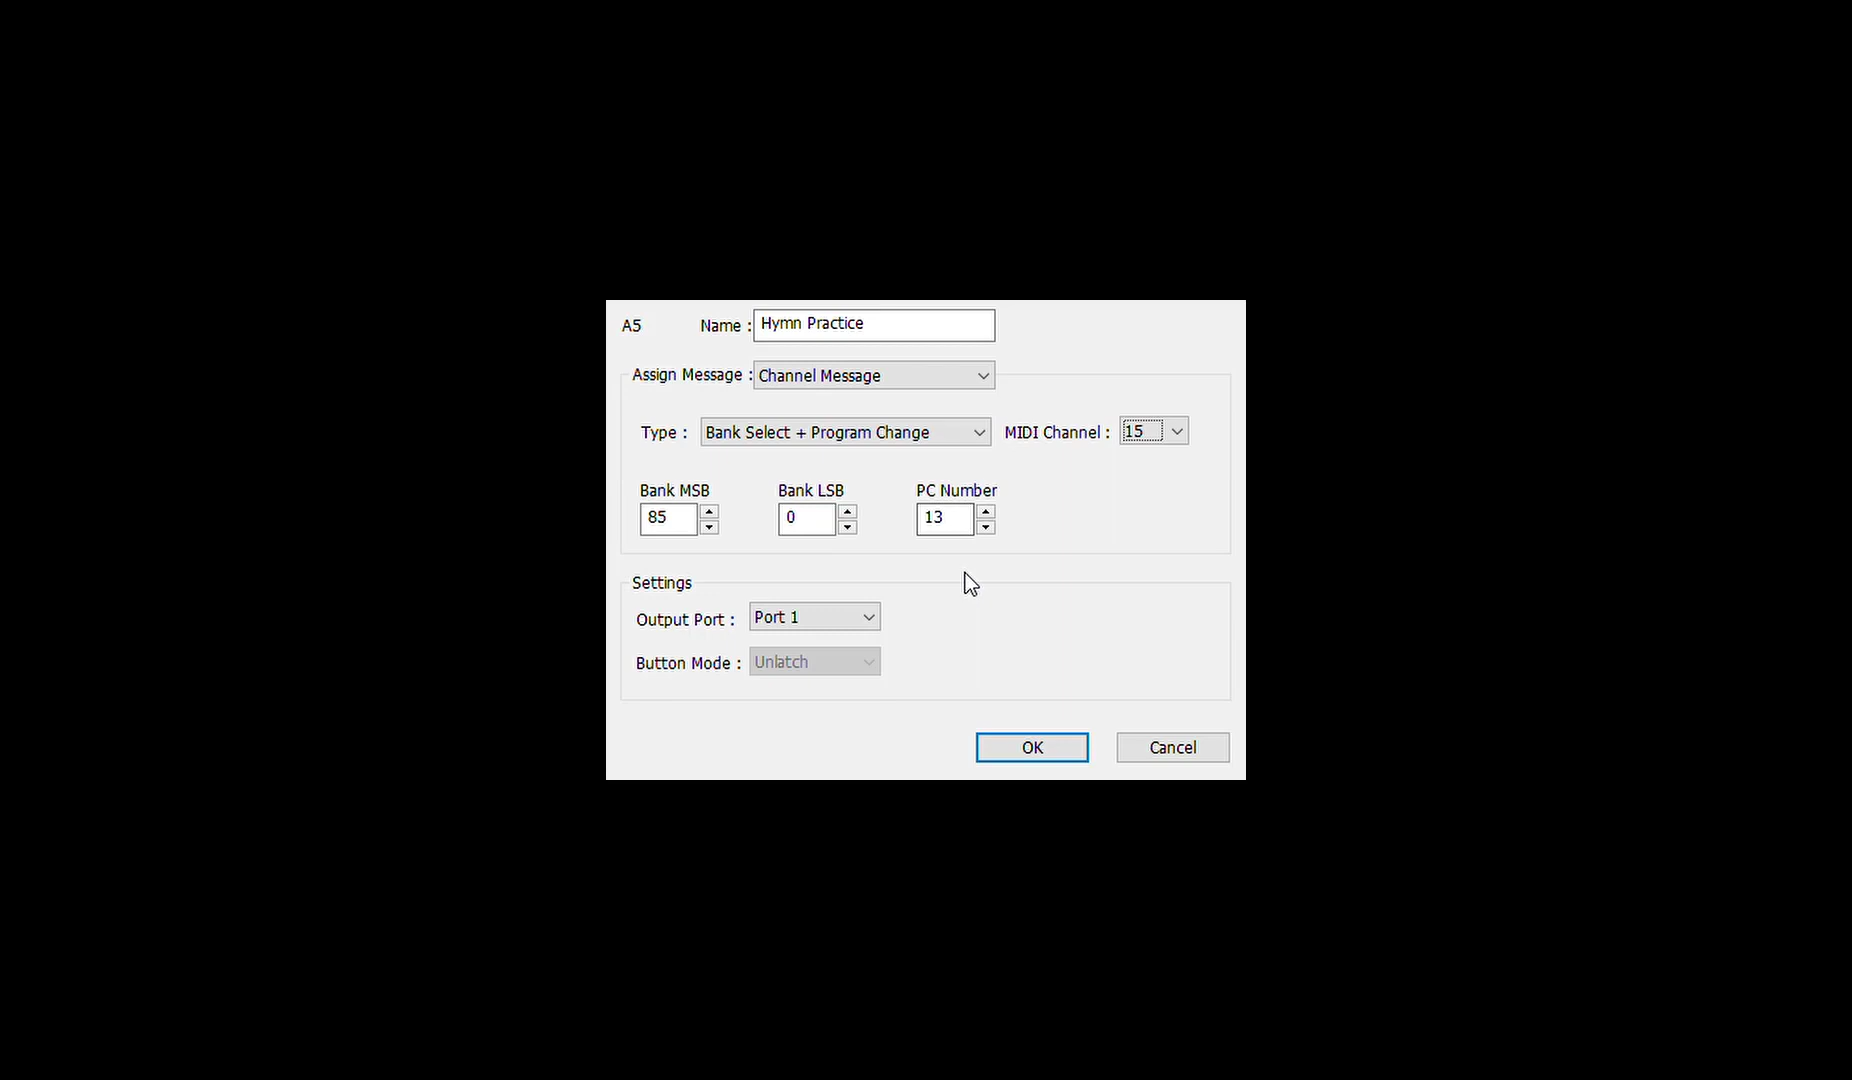 A5 Name : Hymn Practice
Assign Message : Channel Message
Type : Bank Select + Program Change MIDI Channel : 15
Bank MSB Bank LSB PC Number
85 0 13
Settings
Output Port : Port 1
Button Mode : Unlatch
OK Cancel